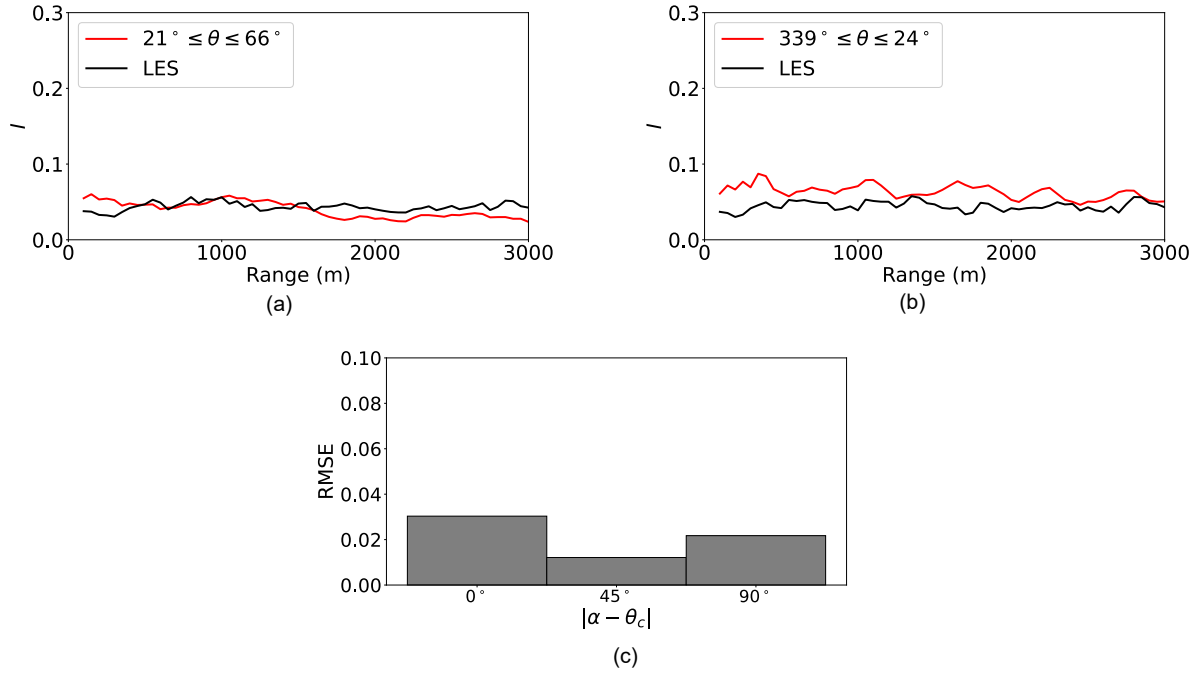 0.3
0.2
0.1
0.0
I
21° ≤ θ ≤ 66°
LES
0 1000 2000 3000
Range (m)
(a)
0.3
0.2
0.1
0.0
I
339° ≤ θ ≤ 24°
LES
0 1000 2000 3000
Range (m)
(b)
0.10
0.08
0.06
0.04
0.02
0.00
RMSE
0° 45° 90°
|α − θc|
(c)